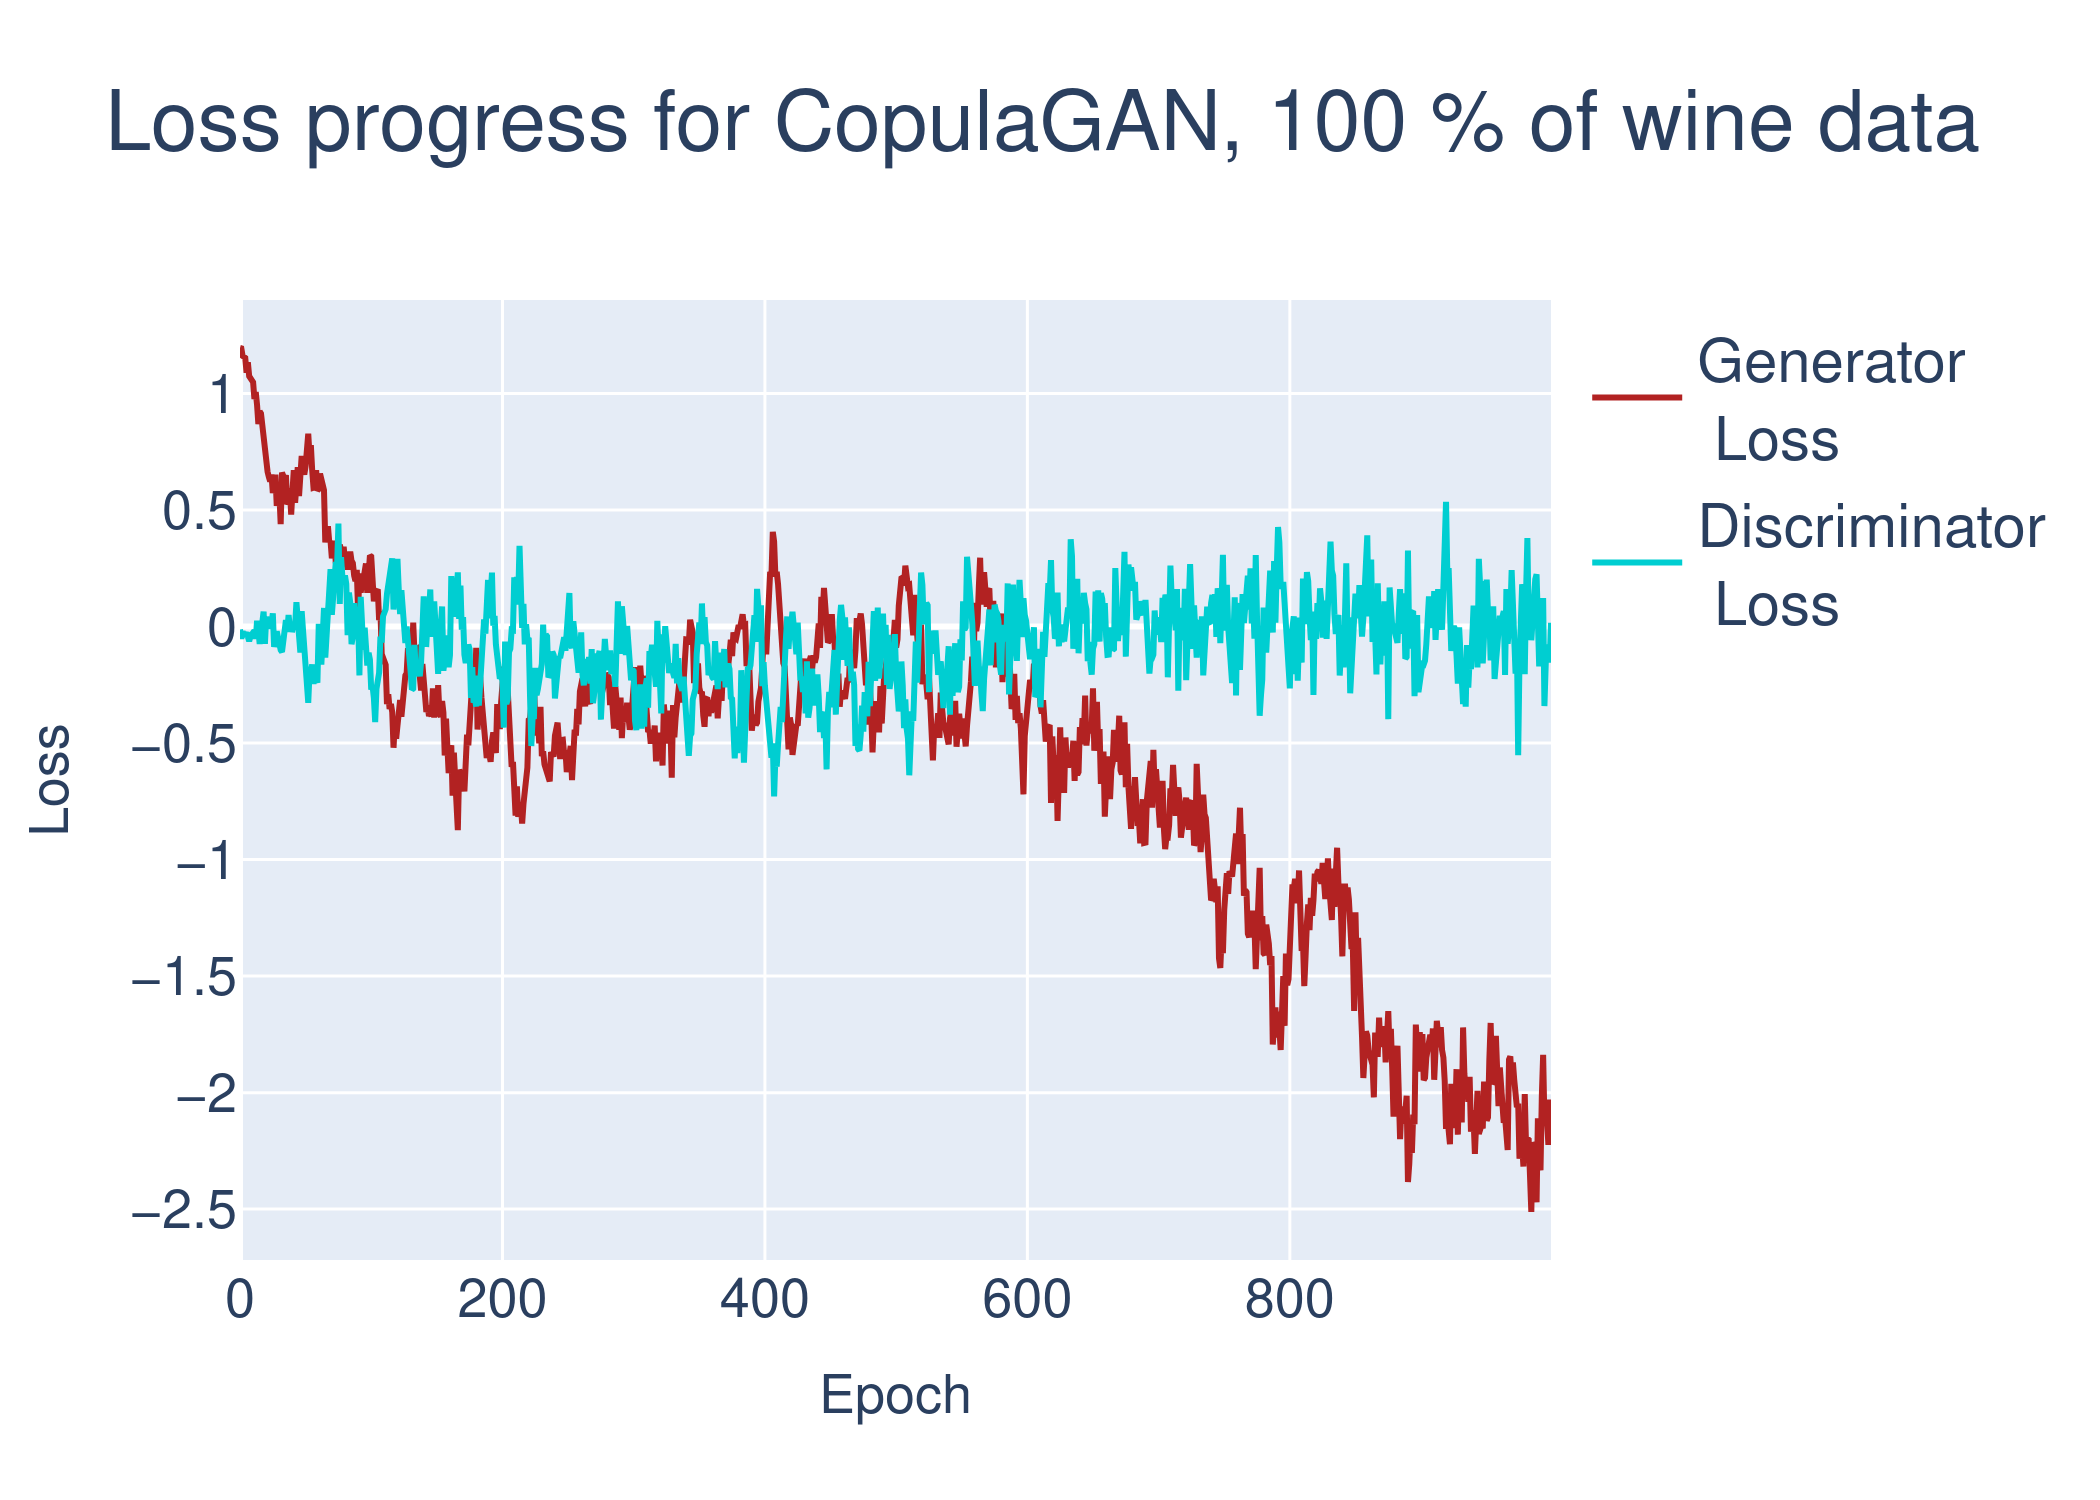 Loss progress for CopulaGAN, 100 % of wine data
Generator
Loss
Discriminator
Loss
1
0.5
0
−0.5
−1
−1.5
−2
−2.5
Loss
0 200 400 600 800
Epoch